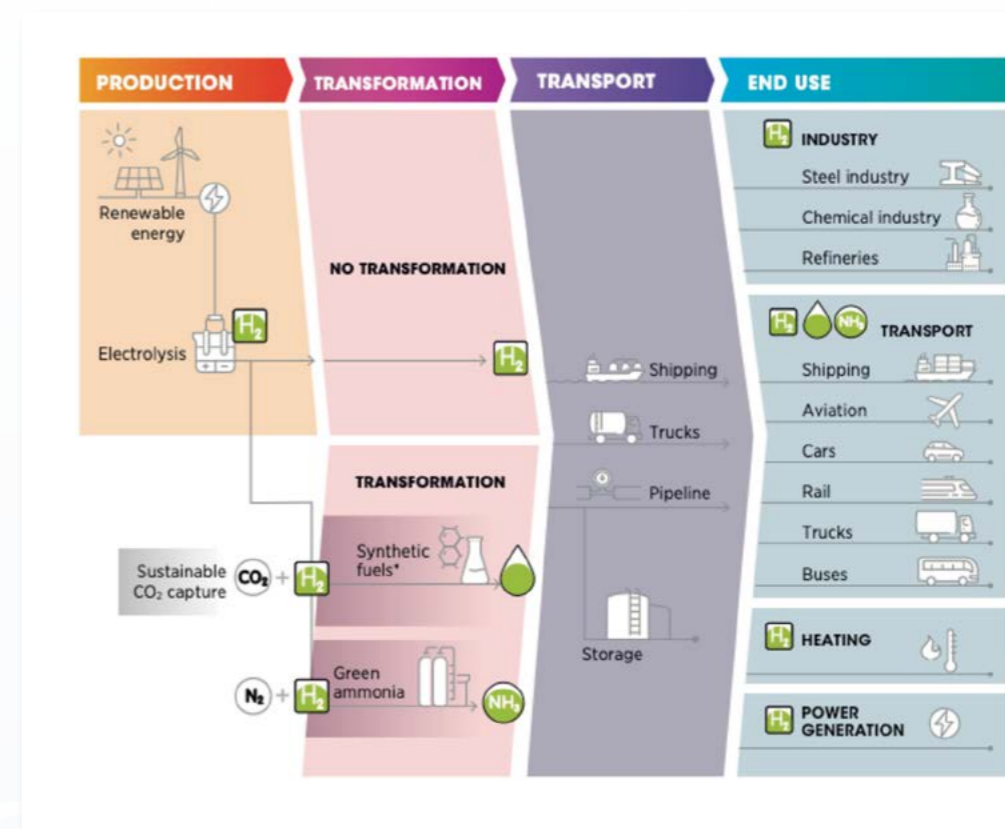 PRODUCTION
TRANSFORMATION
TRANSPORT
END USE
Renewable
energy
Electrolysis
H₂
NO TRANSFORMATION
H₂
TRANSFORMATION
Sustainable
CO₂ capture
CO₂ + H₂
Synthetic
fuels*
N₂ + H₂
Green
ammonia
NH₃
Shipping
Trucks
Pipeline
Storage
H₂ INDUSTRY
Steel industry
Chemical industry
Refineries
H₂ NH₃ TRANSPORT
Shipping
Aviation
Cars
Rail
Trucks
Buses
H₂ HEATING
H₂ POWER
GENERATION